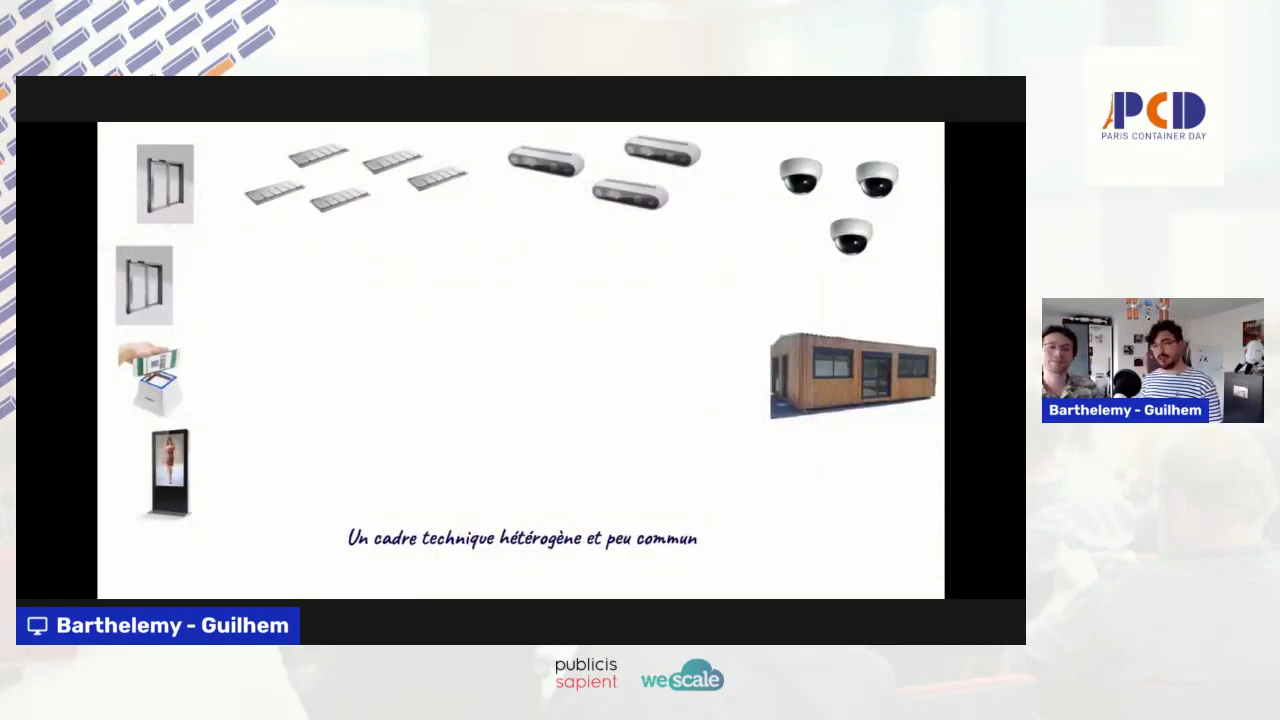 PCD
PARIS CONTAINER DAY
Un cadre technique hétérogène et peu commun
Barthelemy - Guilhem
Barthelemy - Guilhem
publicis
sapient
wescale